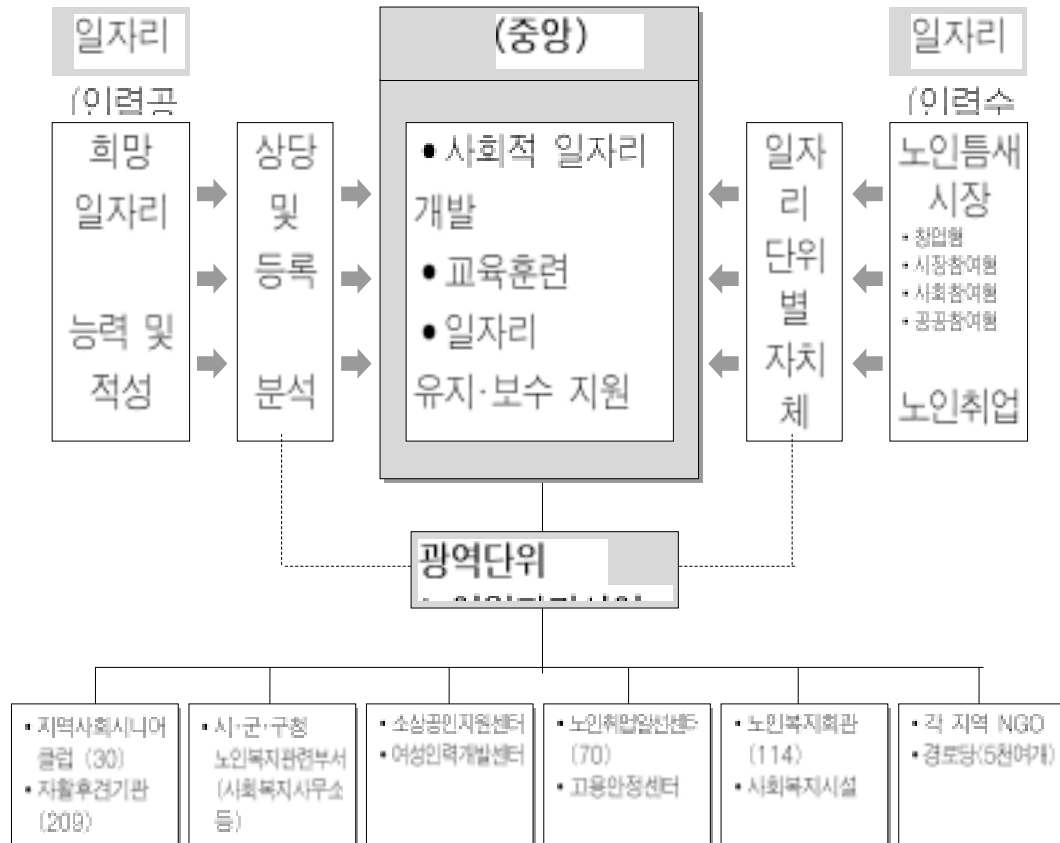 일자리
(중앙)
일자리
희망
일자리
능력 및
적성
상당
및
등록
분석
• 사회적 일자리
개발
• 교육훈련
• 일자리
유지·보수 지원
일자
리
단위
별
자치
체
노인틈새
시장
• 창업형
• 시장참여형
• 사회참여형
• 공공참여형
노인취업
광역단위
• 지역사회시니어
클럽 (30)
• 자활후견기관
(209)
• 시·군·구청
노인복지관련부서
(사회복지사무소
등)
• 소상공인지원센터
• 여성인력개발센터
• 노인취업알선센터
(70)
• 고용안정센터
• 노인복지회관
(114)
• 사회복지시설
• 각 지역 NGO
• 경로당(5천여개)